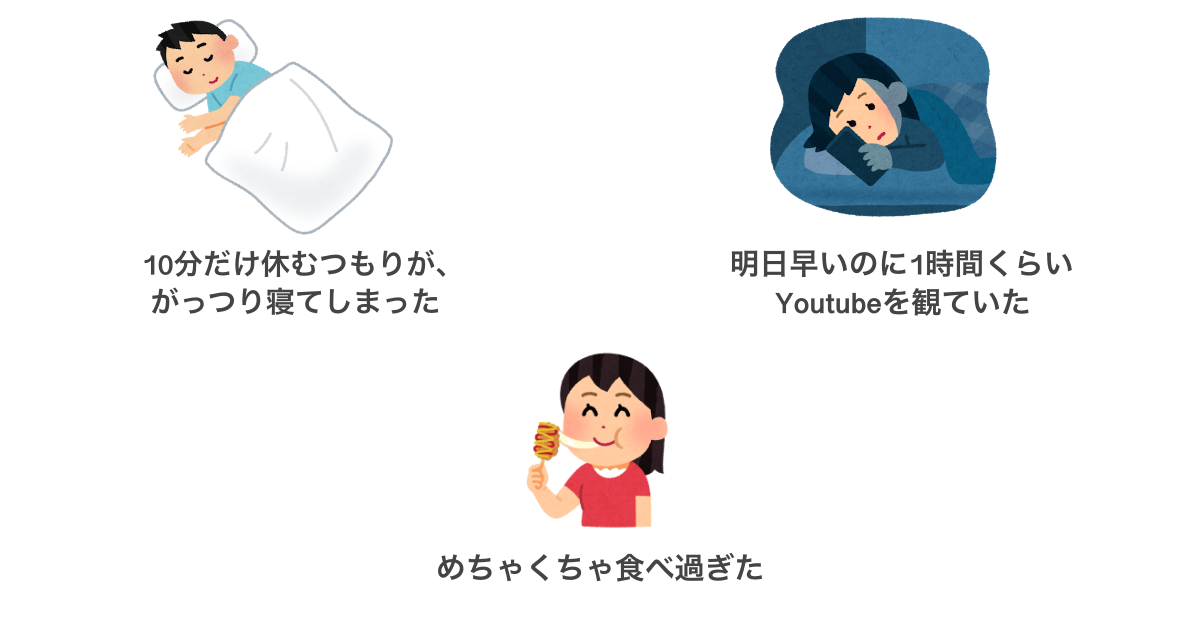 10分だけ休むつもりが、
がっつり寝てしまった
明日早いのに1時間くらい
Youtubeを観ていた
めちゃくちゃ食べ過ぎた